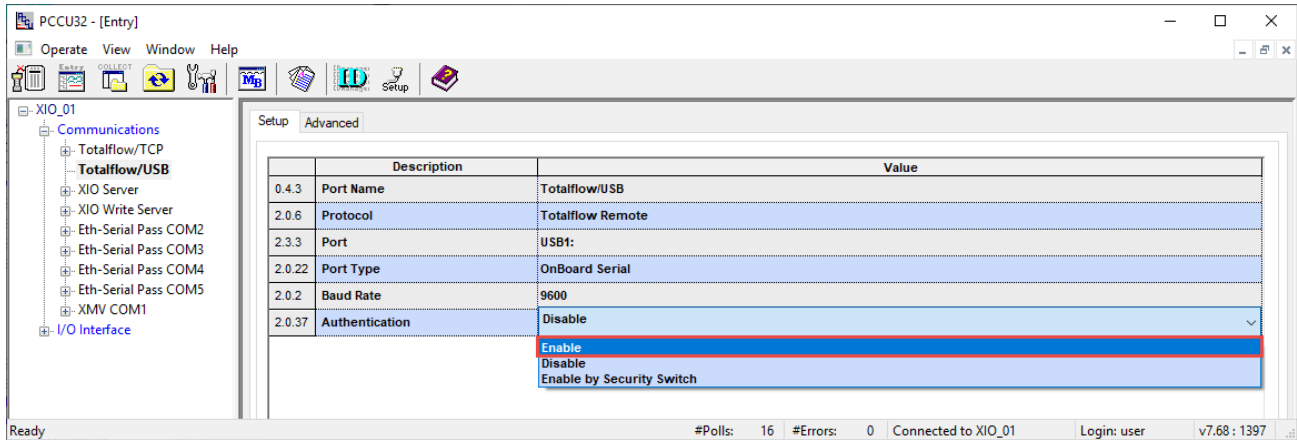 PCCU32 - [Entry]
Operate View Window Help
Entry COLLECT MB ID Setup
XIO_01
Communications
Totalflow/TCP
Totalflow/USB
XIO Server
XIO Write Server
Eth-Serial Pass COM2
Eth-Serial Pass COM3
Eth-Serial Pass COM4
Eth-Serial Pass COM5
XMV COM1
I/O Interface
Setup Advanced
Description Value
0.4.3 Port Name Totalflow/USB
2.0.6 Protocol Totalflow Remote
2.3.3 Port USB1:
2.0.22 Port Type OnBoard Serial
2.0.2 Baud Rate 9600
2.0.37 Authentication Disable
Enable
Disable
Enable by Security Switch
Ready #Polls: 16 #Errors: 0 Connected to XIO_01 Login: user v7.68 : 1397